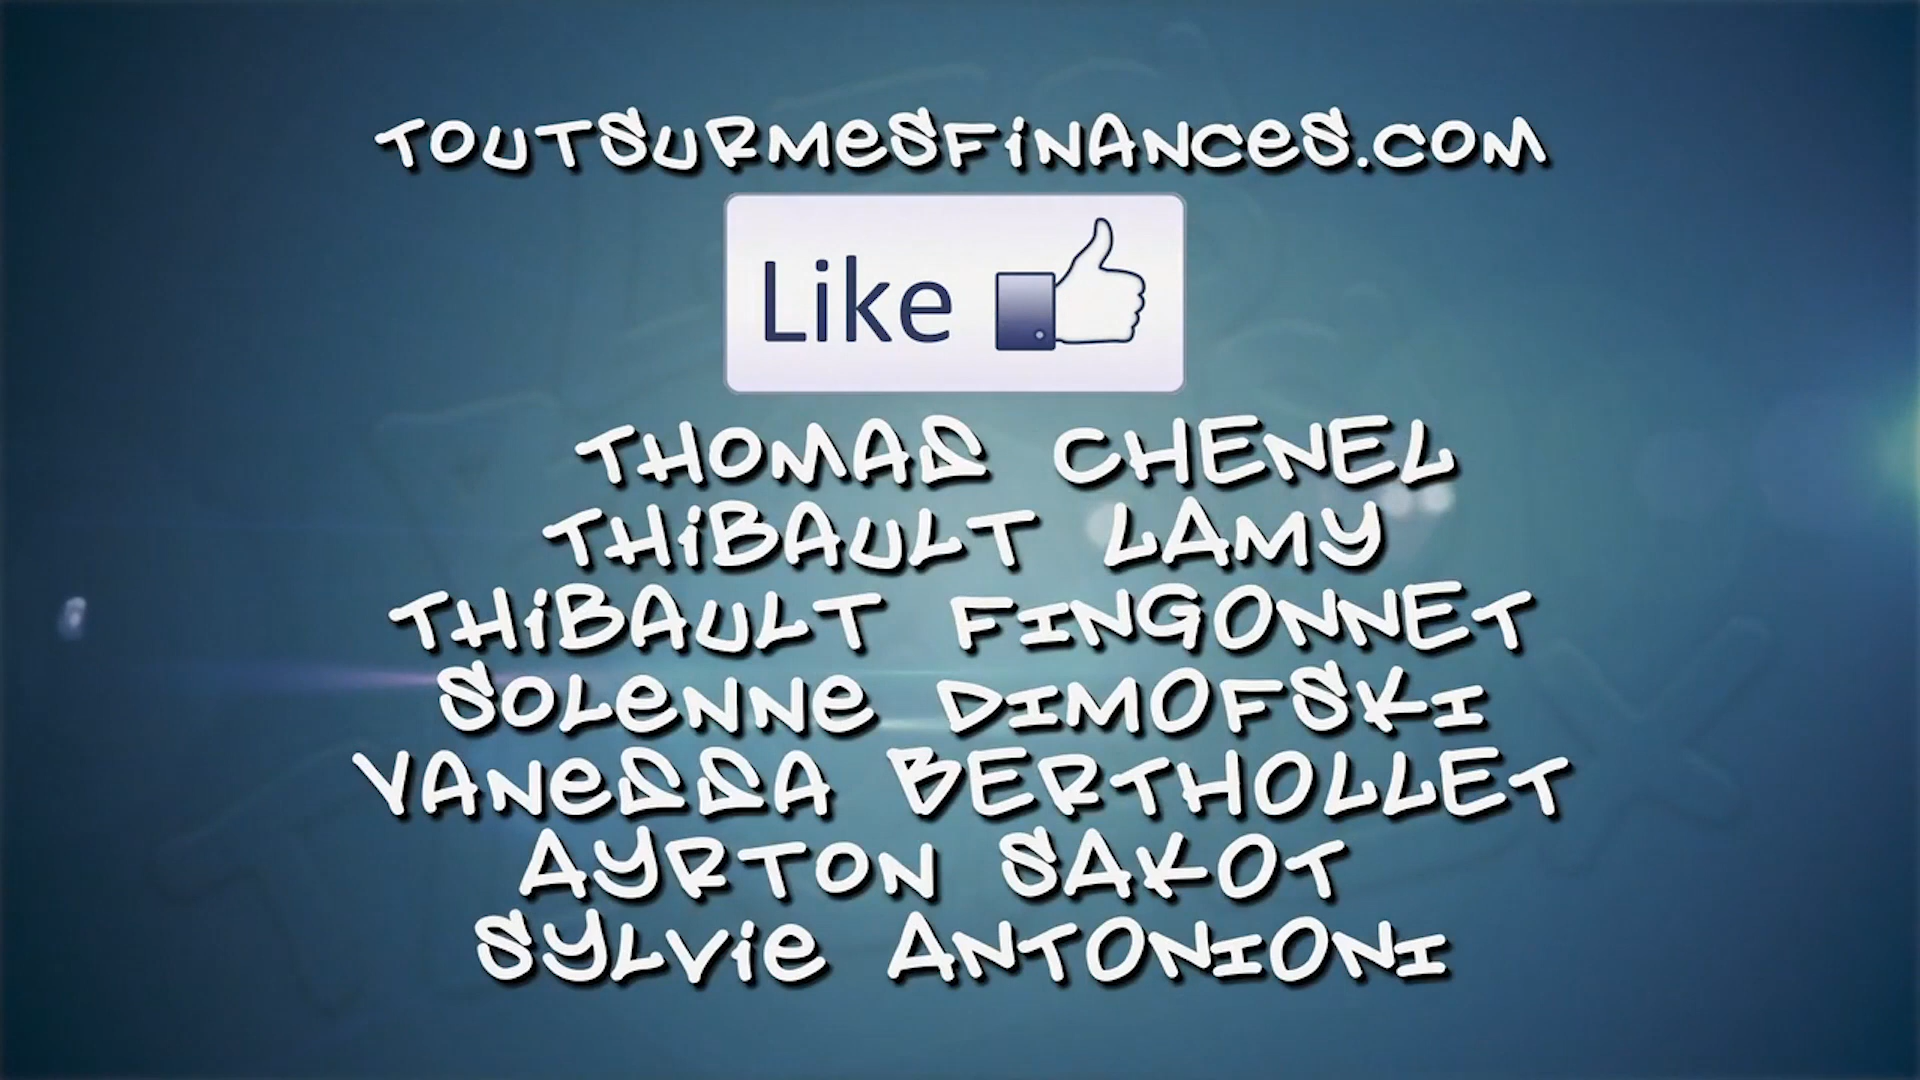 TOUTSURMESFINANCES.COM
Like
THOMAS CHENEL
THIBAULT LAMY
THIBAULT FINGONNET
SOLENNE DIMOFSKI
VANESSA BERTHOLLET
AYRTON SAKOT
SYLVIE ANTONIONI